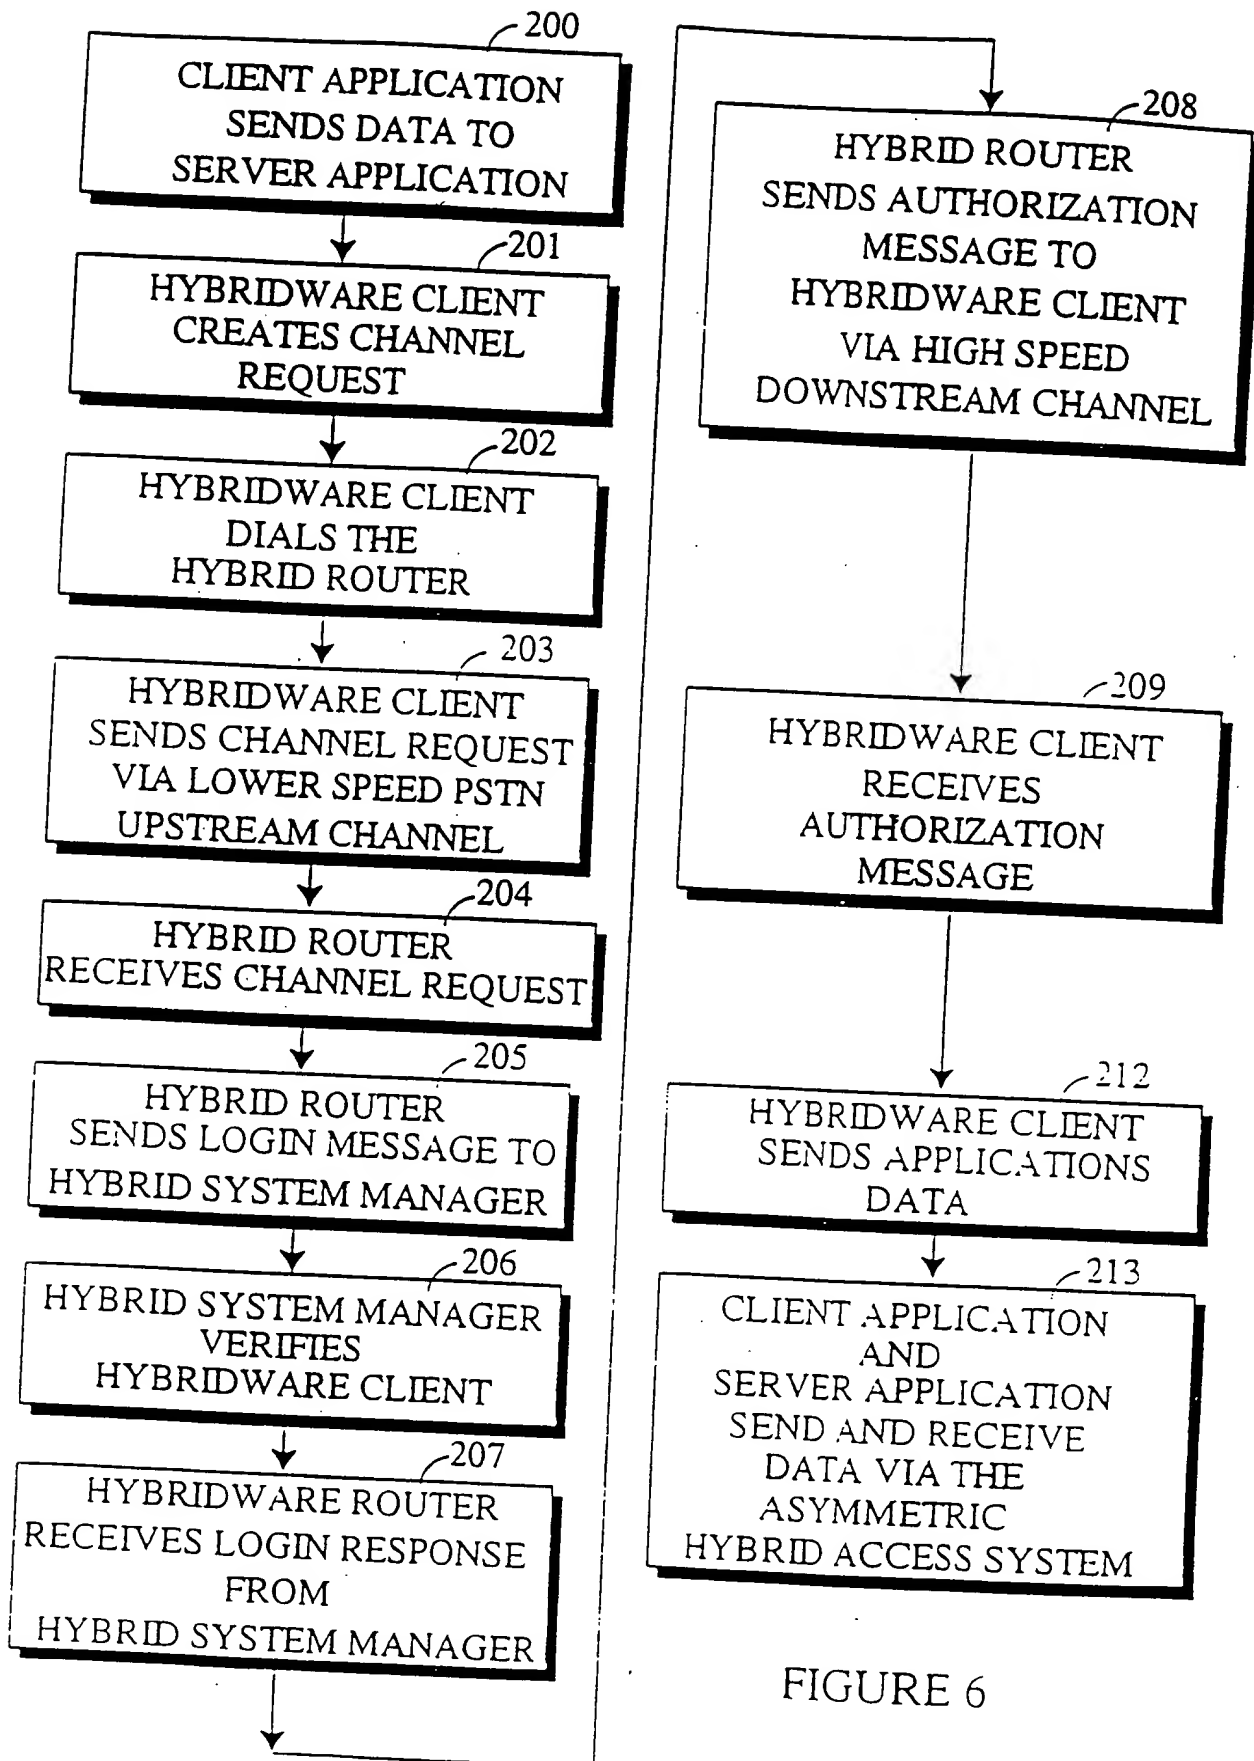 200
CLIENT APPLICATION
SENDS DATA TO
SERVER APPLICATION
201
HYBRIDWARE CLIENT
CREATES CHANNEL
REQUEST
202
HYBRIDWARE CLIENT
DIALS THE
HYBRID ROUTER
203
HYBRIDWARE CLIENT
SENDS CHANNEL REQUEST
VIA LOWER SPEED PSTN
UPSTREAM CHANNEL
204
HYBRID ROUTER
RECEIVES CHANNEL REQUEST
205
HYBRID ROUTER
SENDS LOGIN MESSAGE TO
HYBRID SYSTEM MANAGER
206
HYBRID SYSTEM MANAGER
VERIFIES
HYBRIDWARE CLIENT
207
HYBRIDWARE ROUTER
RECEIVES LOGIN RESPONSE
FROM
HYBRID SYSTEM MANAGER
208
HYBRID ROUTER
SENDS AUTHORIZATION
MESSAGE TO
HYBRIDWARE CLIENT
VIA HIGH SPEED
DOWNSTREAM CHANNEL
209
HYBRIDWARE CLIENT
RECEIVES
AUTHORIZATION
MESSAGE
212
HYBRIDWARE CLIENT
SENDS APPLICATIONS
DATA
213
CLIENT APPLICATION
AND
SERVER APPLICATION
SEND AND RECEIVE
DATA VIA THE
ASYMMETRIC
HYBRID ACCESS SYSTEM
FIGURE 6